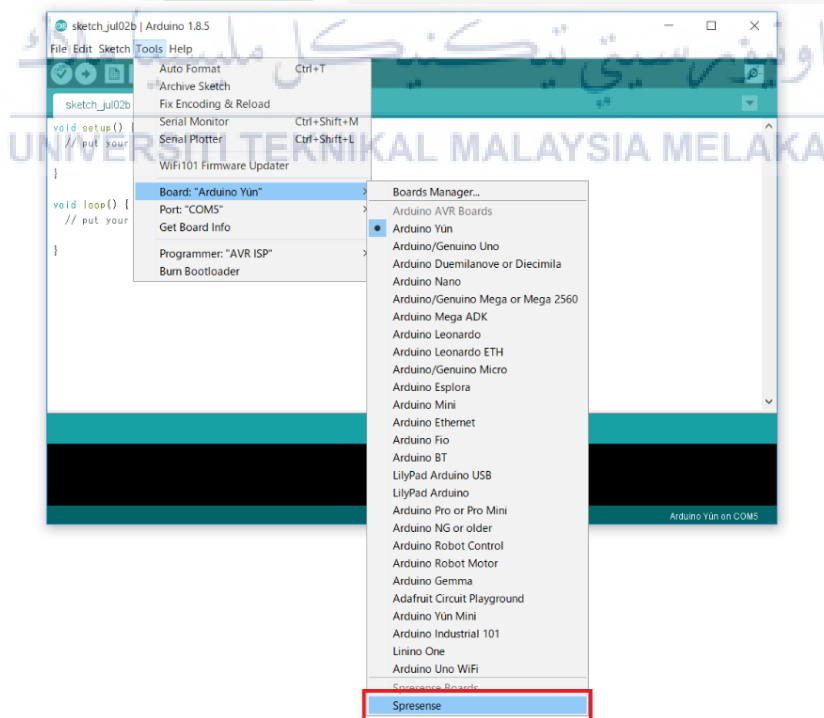 sketch_jul02b | Arduino 1.8.5
File Edit Sketch Tools Help
اونيورسيتي تيكنيكل مليسيا ملاك
sketch_jul02b
void setup() {
// put your
}
void loop() {
// put your
}
UNIVERSITI TEKNIKAL MALAYSIA MELAKA
Auto Format Ctrl+T
Archive Sketch
Fix Encoding & Reload
Serial Monitor Ctrl+Shift+M
Serial Plotter Ctrl+Shift+L
WiFi101 Firmware Updater
Board: "Arduino Yún"
Port: "COM5"
Get Board Info
Programmer: "AVR ISP"
Burn Bootloader
Boards Manager...
Arduino AVR Boards
Arduino Yún
Arduino/Genuino Uno
Arduino Duemilanove or Diecimila
Arduino Nano
Arduino/Genuino Mega or Mega 2560
Arduino Mega ADK
Arduino Leonardo
Arduino Leonardo ETH
Arduino/Genuino Micro
Arduino Esplora
Arduino Mini
Arduino Ethernet
Arduino Fio
Arduino BT
LilyPad Arduino USB
LilyPad Arduino
Arduino Pro or Pro Mini
Arduino NG or older
Arduino Robot Control
Arduino Robot Motor
Arduino Gemma
Adafruit Circuit Playground
Arduino Yún Mini
Arduino Industrial 101
Linino One
Arduino Uno WiFi
Spresense Boards
Spresense
Arduino Yún on COM5